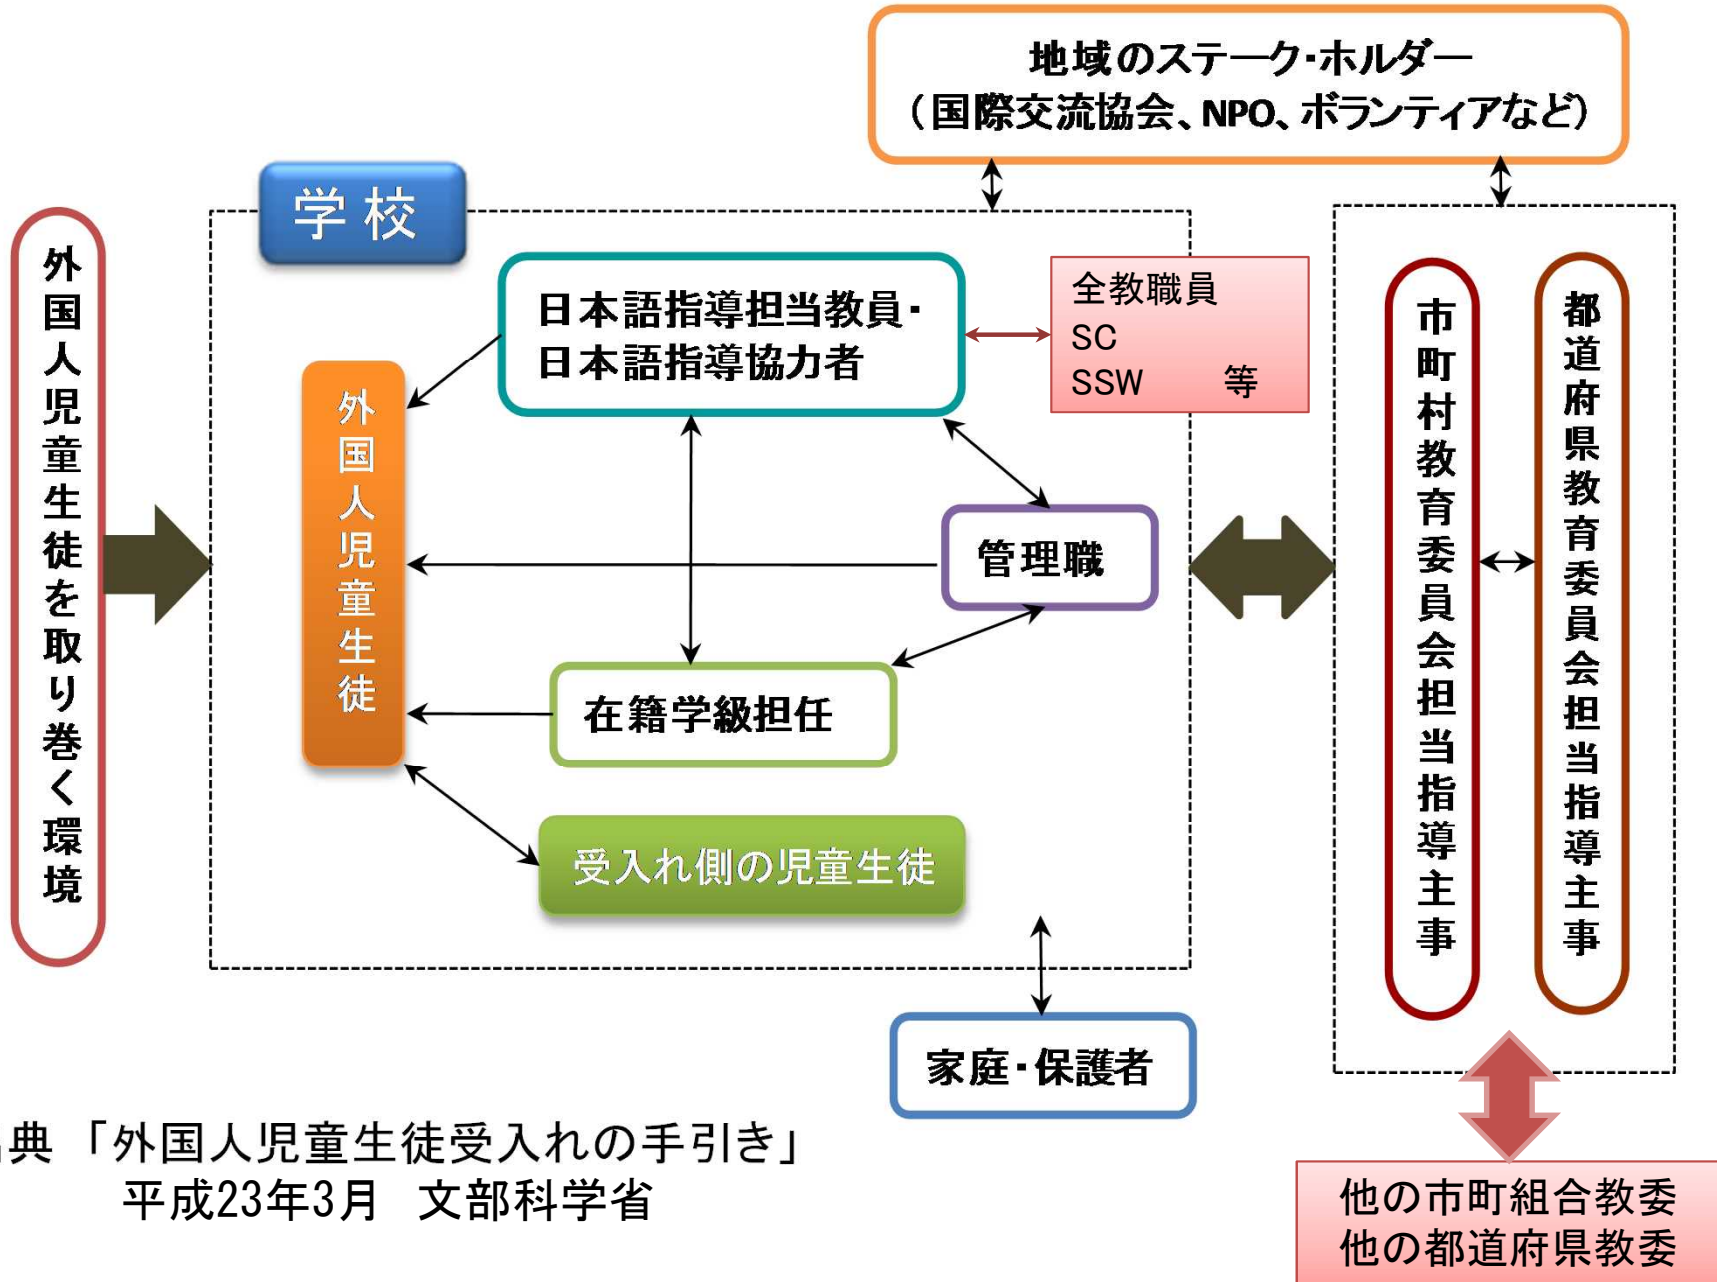 地域のステーク・ホルダー
（国際交流協会、NPO、ボランティアなど）
学校
外国人児童生徒を取り巻く環境
日本語指導担当教員・
日本語指導協力者
全教職員
SC
SSW 等
外国人児童生徒
管理職
在籍学級担任
受入れ側の児童生徒
市町村教育委員会担当指導主事
都道府県教育委員会担当指導主事
家庭・保護者
典 「外国人児童生徒受入れの手引き」
平成23年3月 文部科学省
他の市町組合教委
他の都道府県教委